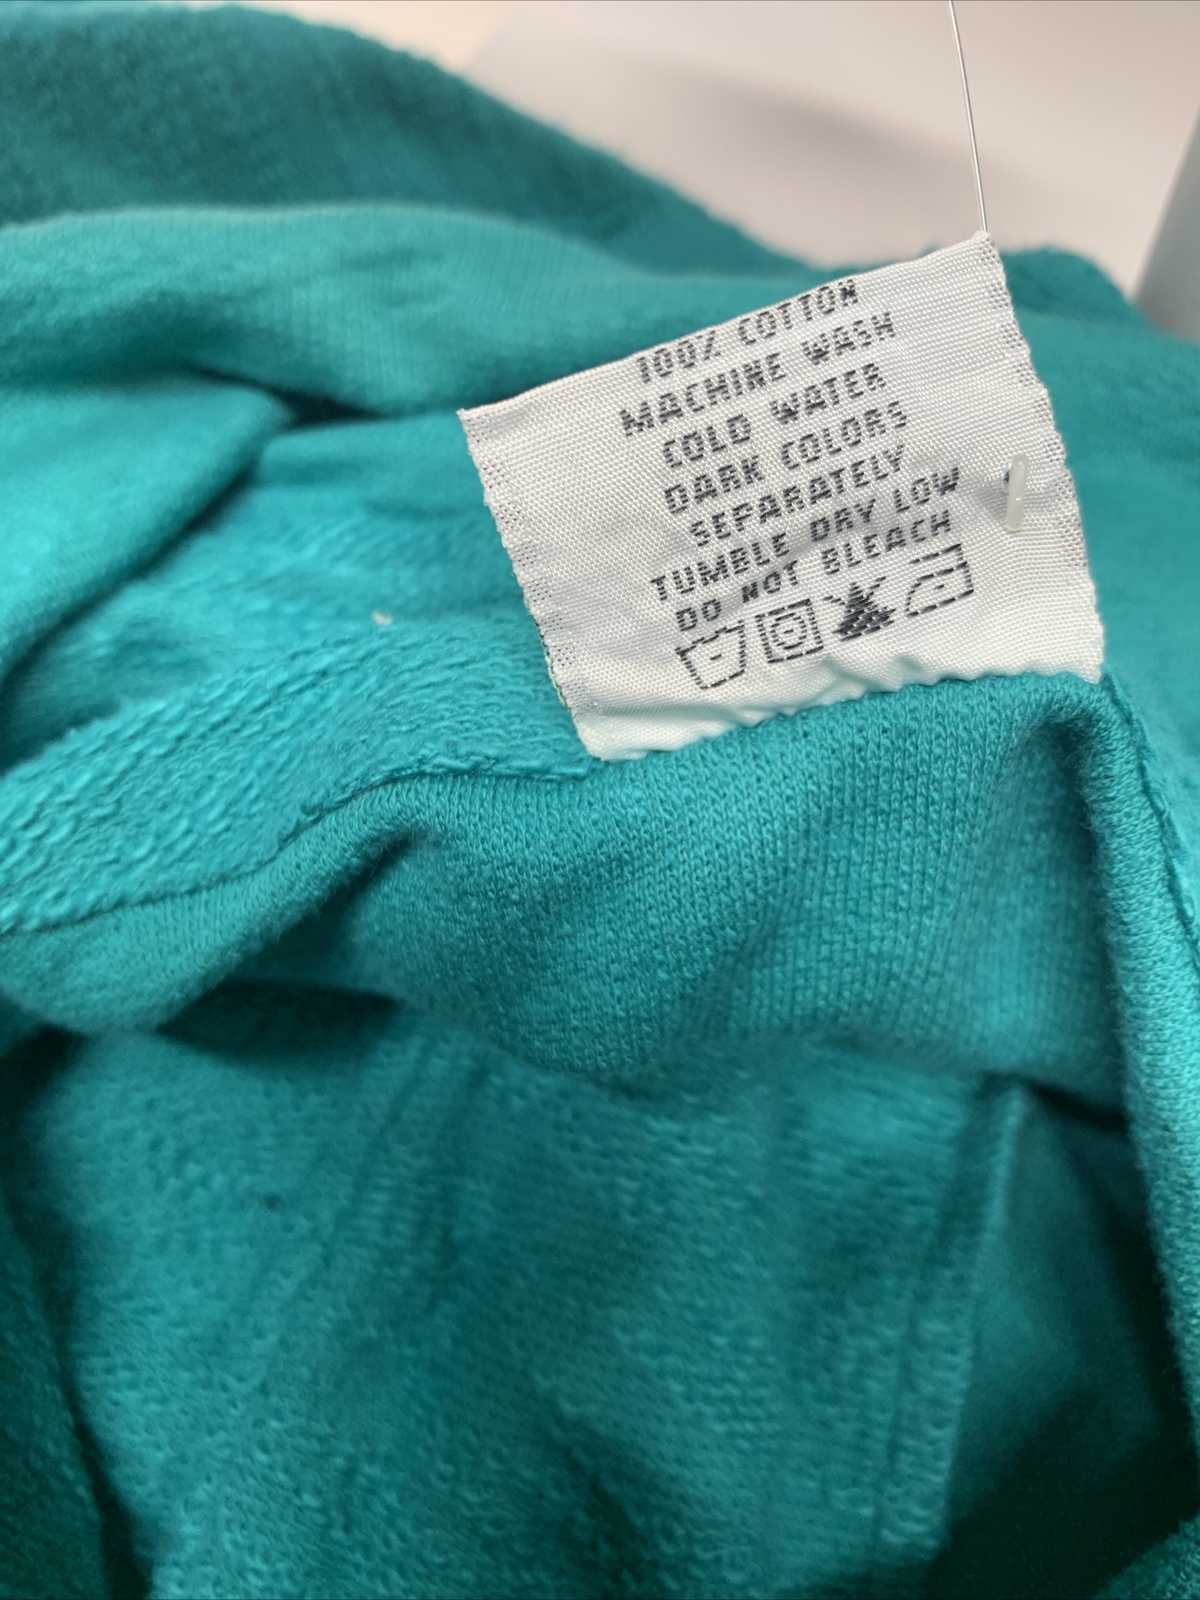 100% COTTON
MACHINE WASH
COLD WATER
DARK COLORS
SEPARATELY
TUMBLE DRY LOW
DO NOT BLEACH